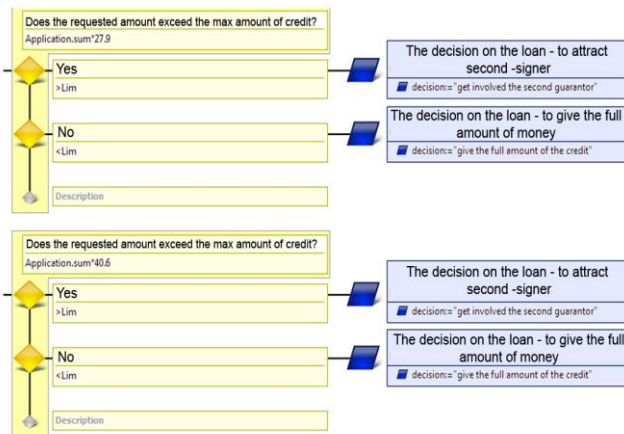 Does the requested amount exceed the max amount of credit?
Application.sum*27.9
Yes
>Lim
The decision on the loan - to attract
second -signer
decision:="get involved the second guarantor"
No
<Lim
The decision on the loan - to give the full
amount of money
decision:="give the full amount of the credit"
Description
Does the requested amount exceed the max amount of credit?
Application.sum*40.6
Yes
>Lim
The decision on the loan - to attract
second -signer
decision:="get involved the second guarantor"
No
<Lim
The decision on the loan - to give the full
amount of money
decision:="give the full amount of the credit"
Description